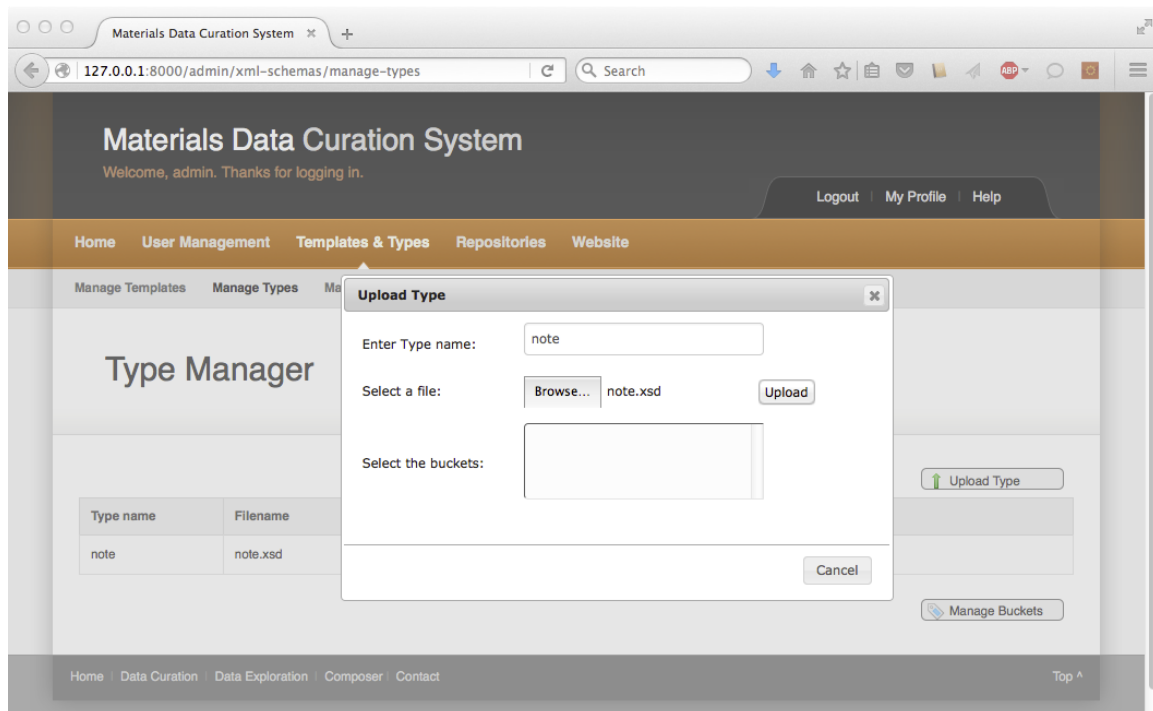 Materials Data Curation System
127.0.0.1:8000/admin/xml-schemas/manage-types
Search
ABP
Materials Data Curation System
Welcome, admin. Thanks for logging in.
Logout | My Profile | Help
Home User Management Templates & Types Repositories Website
Manage Templates Manage Types Ma
Upload Type
Type Manager
Enter Type name: note
Select a file: Browse... note.xsd Upload
Select the buckets:
Upload Type
Type name Filename
note note.xsd
Cancel
Manage Buckets
Home | Data Curation | Data Exploration | Composer | Contact
Top ^